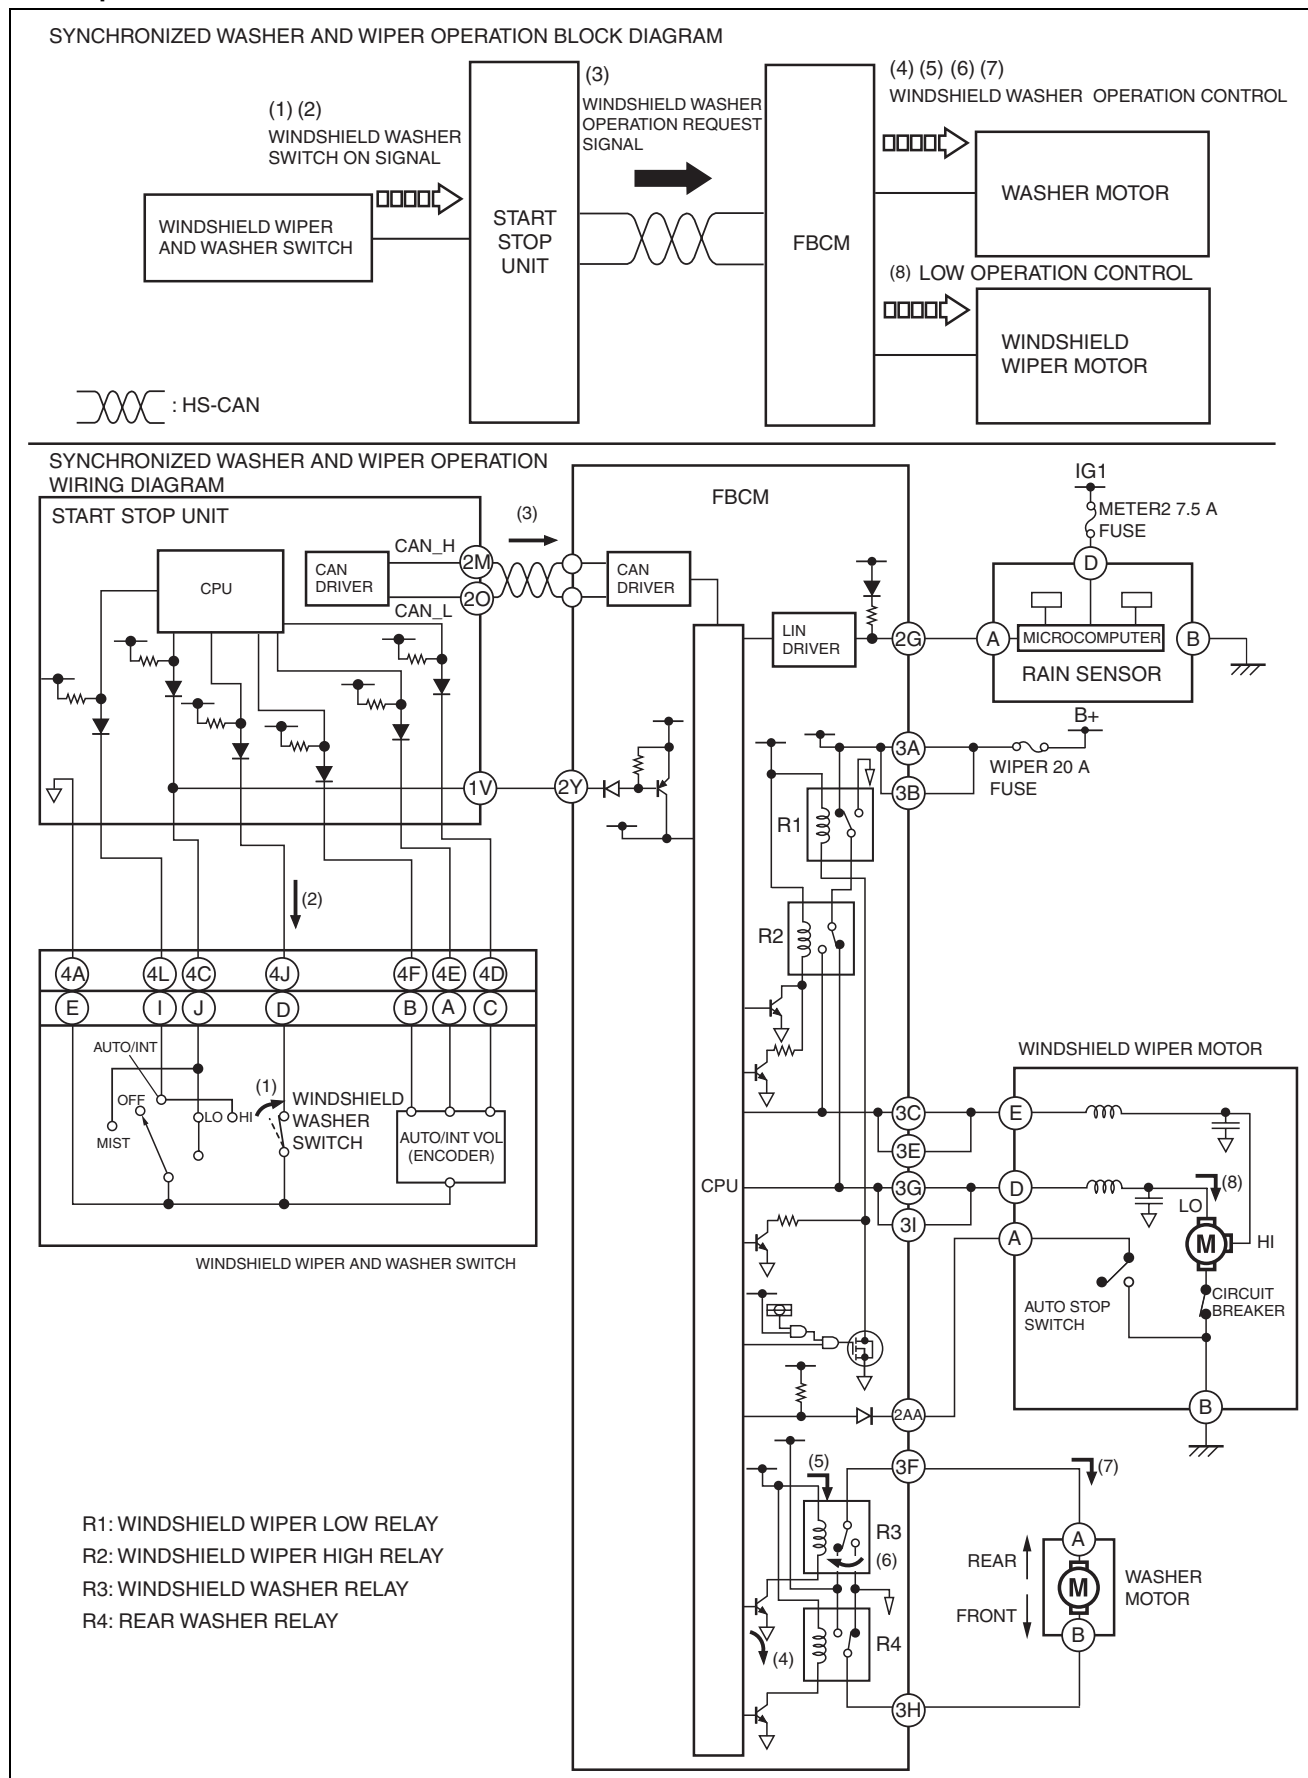 SYNCHRONIZED WASHER AND WIPER OPERATION BLOCK DIAGRAM
(1) (2)
WINDSHIELD WASHER
SWITCH ON SIGNAL
WINDSHIELD WIPER
AND WASHER SWITCH
START
STOP
UNIT
(3)
WINDSHIELD WASHER
OPERATION REQUEST
SIGNAL
FBCM
(4) (5) (6) (7)
WINDSHIELD WASHER OPERATION CONTROL
WASHER MOTOR
(8) LOW OPERATION CONTROL
WINDSHIELD
WIPER MOTOR
: HS-CAN
SYNCHRONIZED WASHER AND WIPER OPERATION
WIRING DIAGRAM
START STOP UNIT
CPU
CAN
DRIVER
CAN_H
CAN_L
2M
2O
(3)
1V
(2)
FBCM
CAN
DRIVER
LIN
DRIVER
2G
2Y
3A
3B
R1
R2
IG1
METER2 7.5 A
FUSE
D
A
MICROCOMPUTER
B
RAIN SENSOR
B+
WIPER 20 A
FUSE
4A
4L
4C
4J
4F
4E
4D
E
I
J
D
B
A
C
AUTO/INT
OFF
MIST
LO
HI
(1)
WINDSHIELD
WASHER
SWITCH
AUTO/INT VOL
(ENCODER)
WINDSHIELD WIPER AND WASHER SWITCH
CPU
3C
3E
3G
3I
2AA
3F
3H
WINDSHIELD WIPER MOTOR
E
D
A
LO
(8)
M
HI
AUTO STOP
SWITCH
CIRCUIT
BREAKER
B
(5)
R3
(6)
R4
(4)
(7)
A
REAR
M
FRONT
B
WASHER
MOTOR
R1: WINDSHIELD WIPER LOW RELAY
R2: WINDSHIELD WIPER HIGH RELAY
R3: WINDSHIELD WASHER RELAY
R4: REAR WASHER RELAY